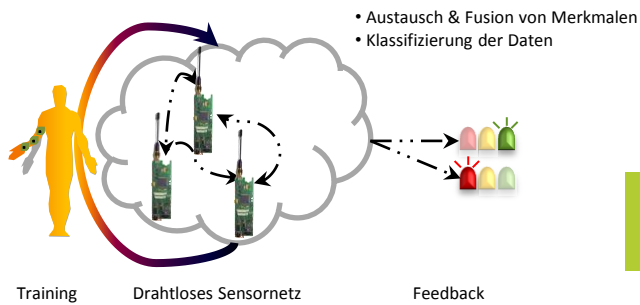 • Austausch & Fusion von Merkmalen
• Klassifizierung der Daten
Training
Drahtloses Sensornetz
Feedback